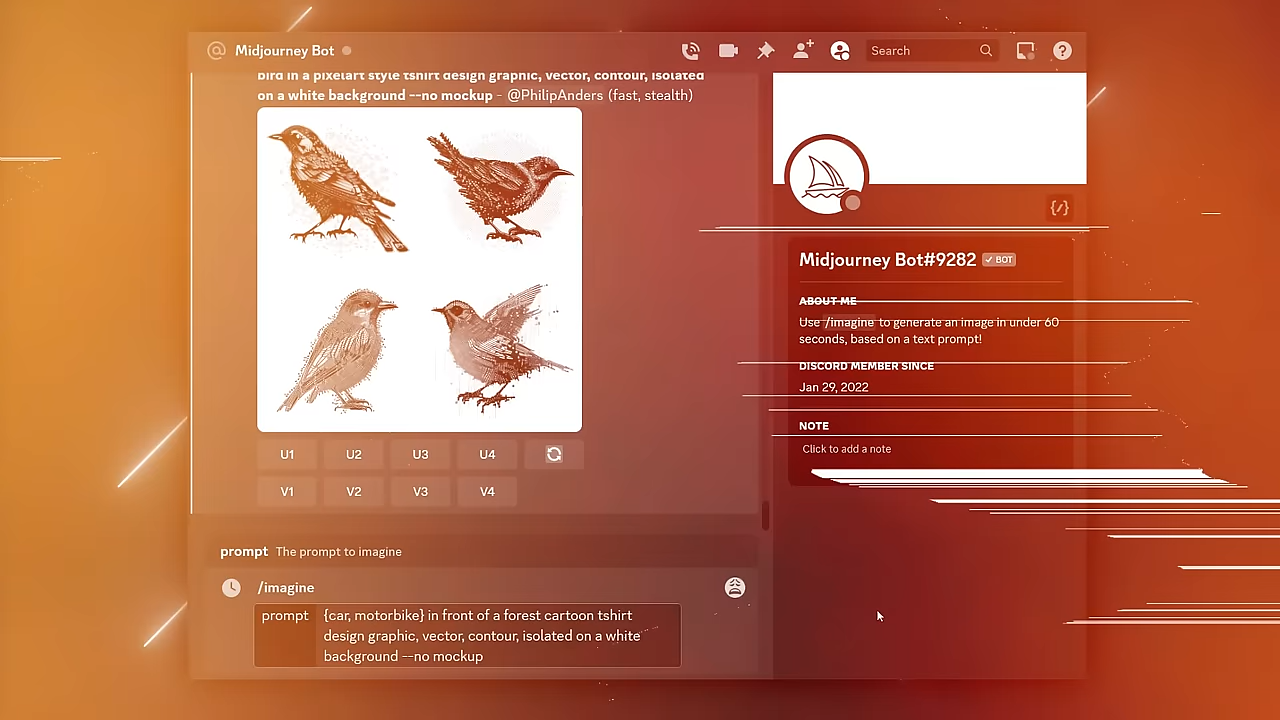 Midjourney Bot
Search
bird in a pixelart style tshirt design graphic, vector, contour, isolated
on a white background --no mockup - @PhilipAnders (fast, stealth)
U1 U2 U3 U4
V1 V2 V3 V4
prompt The prompt to imagine
/imagine
prompt {car, motorbike} in front of a forest cartoon tshirt
design graphic, vector, contour, isolated on a white
background --no mockup
Midjourney Bot#9282 ✓ BOT
ABOUT ME
Use /imagine to generate an image in under 60
seconds, based on a text prompt!
DISCORD MEMBER SINCE
Jan 29, 2022
NOTE
Click to add a note